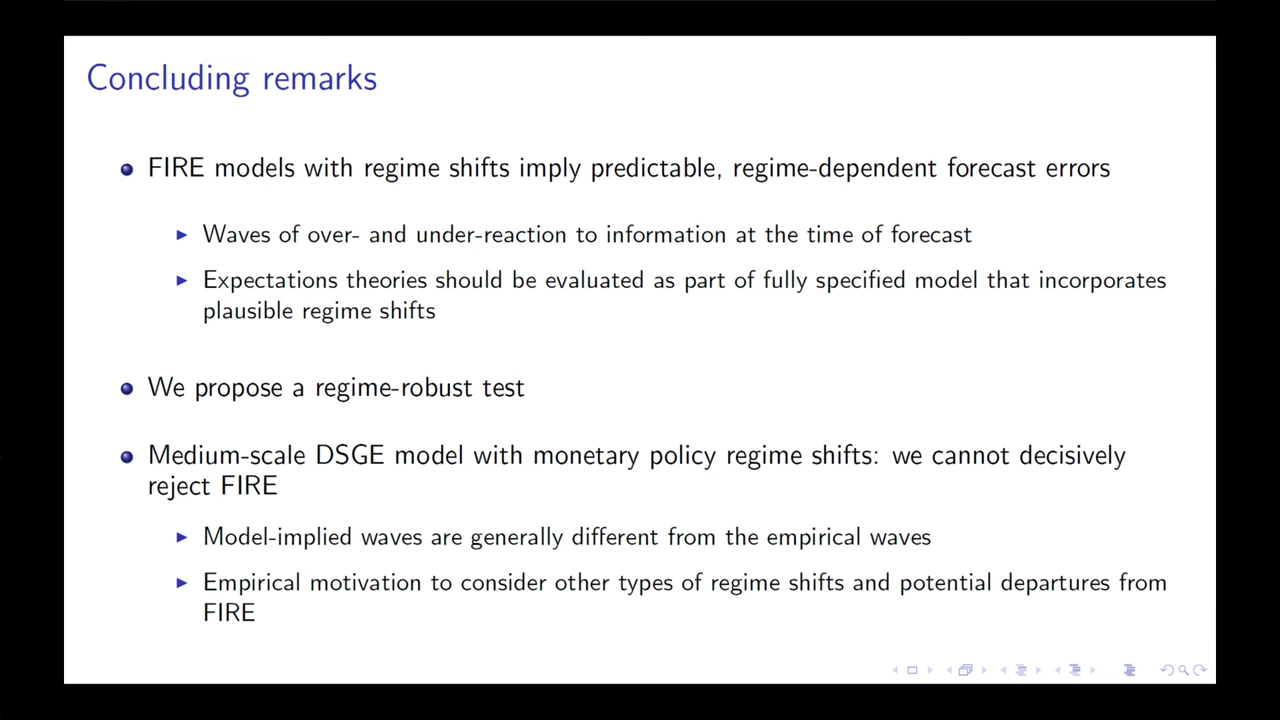 Concluding remarks
FIRE models with regime shifts imply predictable, regime-dependent forecast errors
Waves of over- and under-reaction to information at the time of forecast
Expectations theories should be evaluated as part of fully specified model that incorporates
plausible regime shifts
We propose a regime-robust test
Medium-scale DSGE model with monetary policy regime shifts: we cannot decisively
reject FIRE
Model-implied waves are generally different from the empirical waves
Empirical motivation to consider other types of regime shifts and potential departures from
FIRE